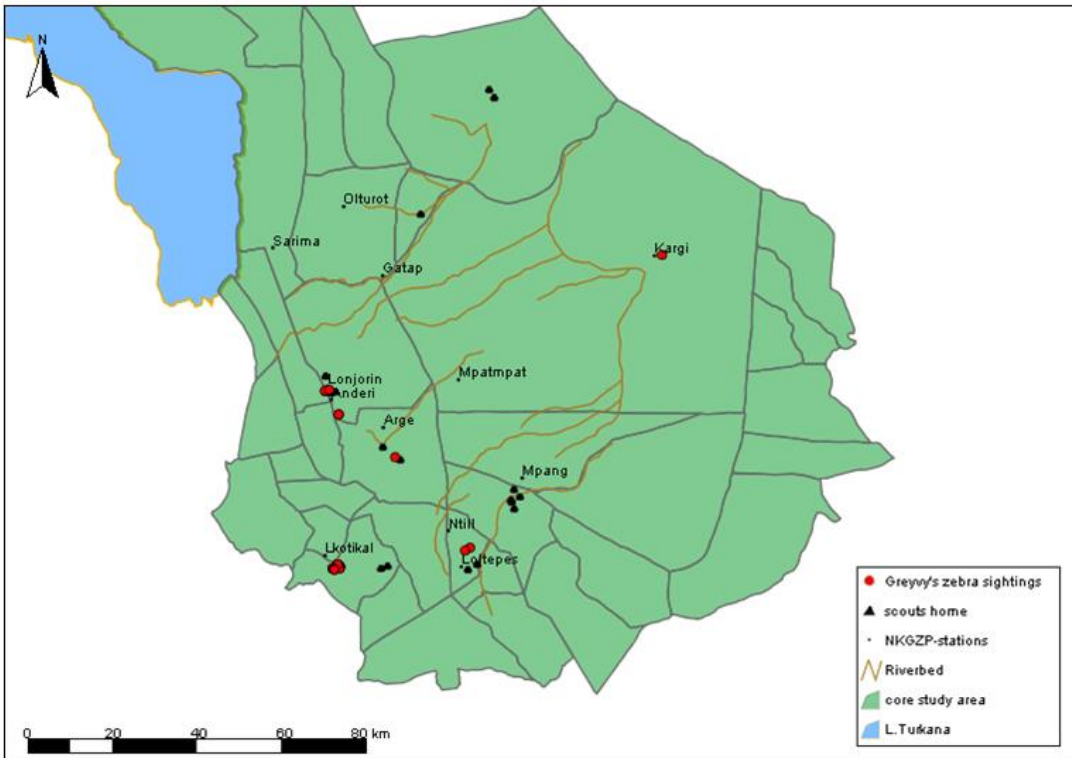 N
Olturot
Sarima
Gatap
Kargi
Lonjorin
Anderi
Mpatmpat
Arge
Mpang
Ntill
Lkotikal
Loltepes
Greyvy's zebra sightings
scouts home
NKGZP-stations
Riverbed
core study area
L.Turkana
0 20 40 80 km